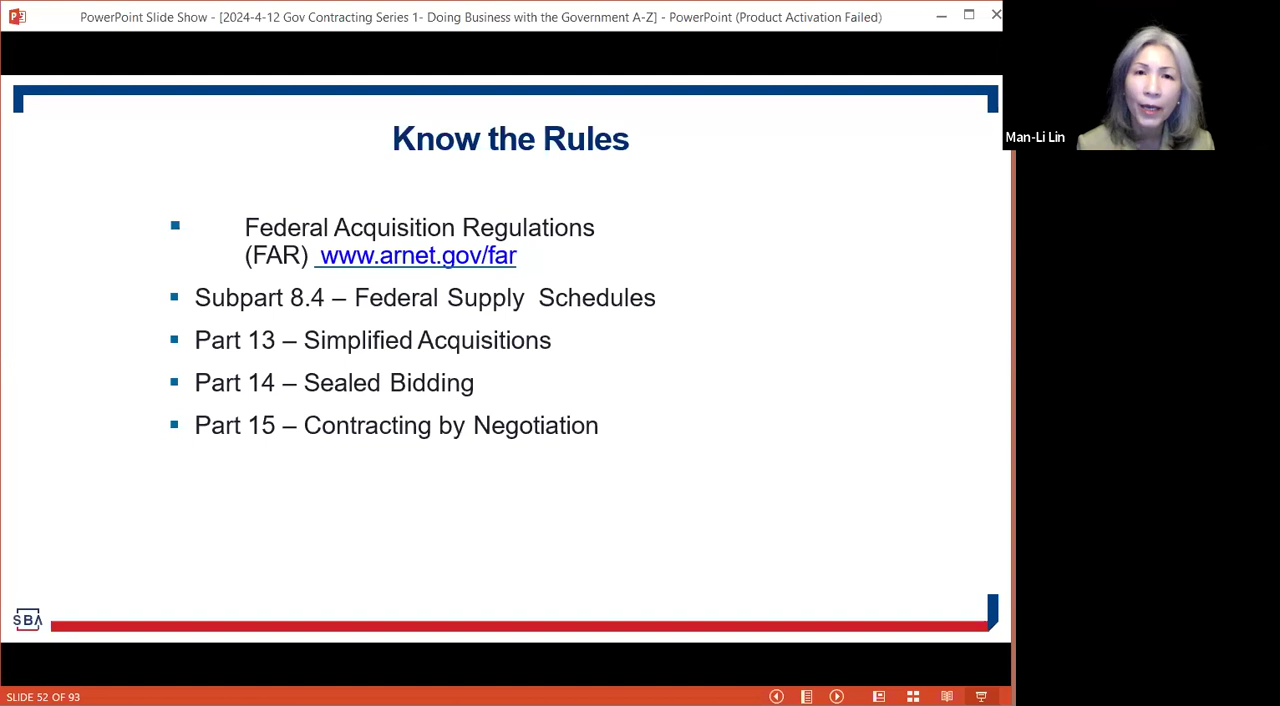 PowerPoint Slide Show - [2024-4-12 Gov Contracting Series 1- Doing Business with the Government A-Z] - PowerPoint (Product Activation Failed)
Man-Li Lin
Know the Rules
Federal Acquisition Regulations
(FAR) www.arnet.gov/far
Subpart 8.4 – Federal Supply Schedules
Part 13 – Simplified Acquisitions
Part 14 – Sealed Bidding
Part 15 – Contracting by Negotiation
SBA
SLIDE 52 OF 93